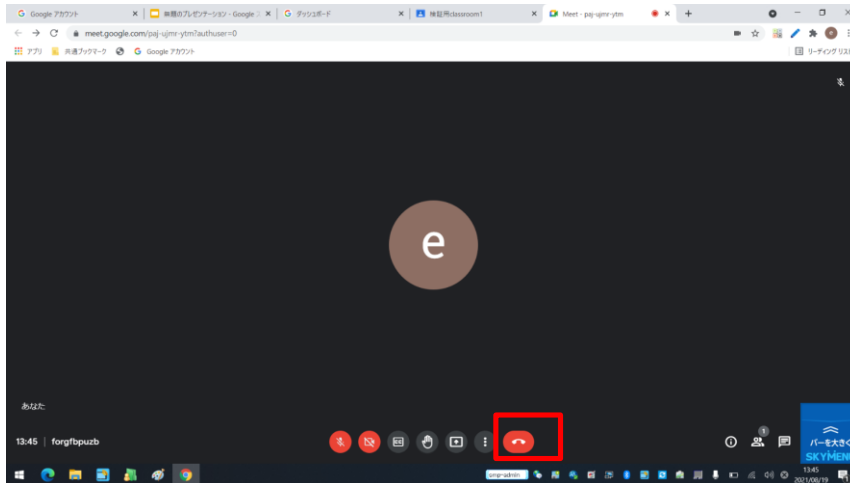 Google アカウント
無題のプレゼンテーション - Google ス
ダッシュボード
検証用classroom1
Meet - paj-ujmr-ytm
meet.google.com/paj-ujmr-ytm?authuser=0
アプリ
共通ブックマーク
Google アカウント
リーディング リス
e
あなた
13:45 | forgfbpuzb
1
バーを大きく
SKYMENU
13:45
2021/08/19